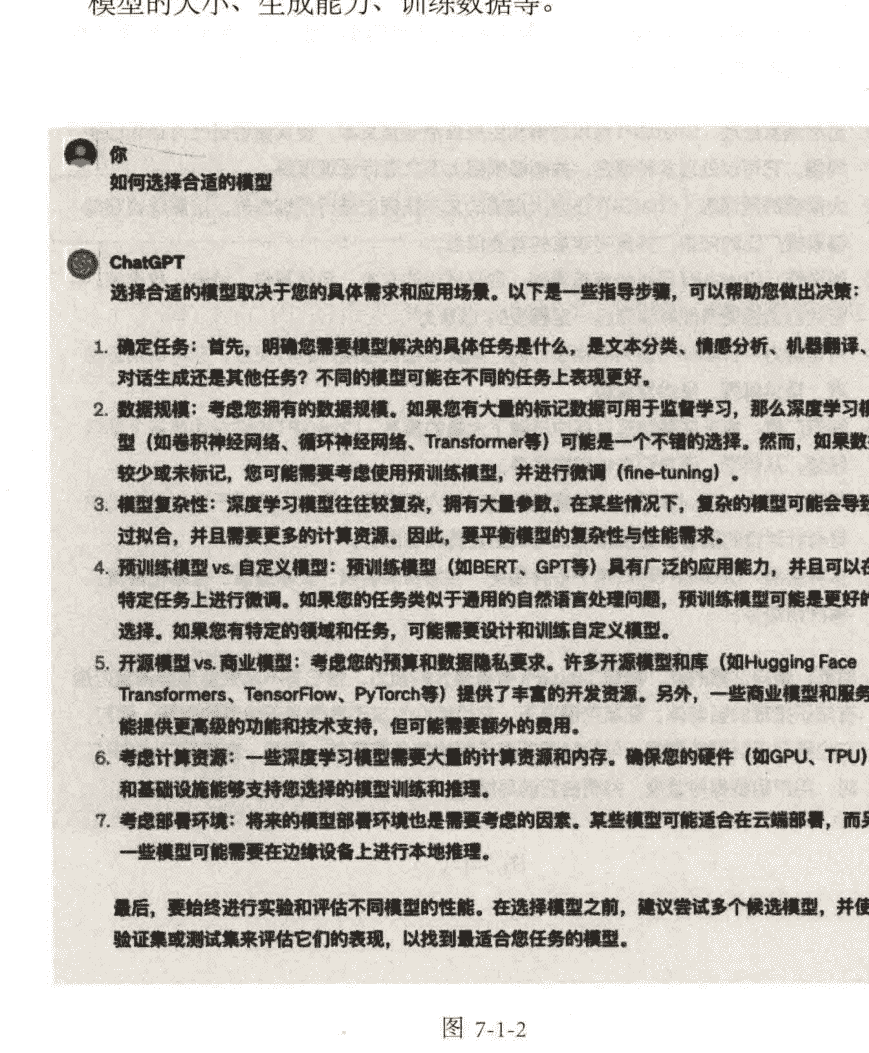 模型的大小、生成能力、训练数据等。
你
如何选择合适的模型
ChatGPT
选择合适的模型取决于您的具体需求和应用场景。以下是一些指导步骤，可以帮助您做出决策：
1. 确定任务：首先，明确您需要模型解决的具体任务是什么，是文本分类、情感分析、机器翻译、
对话生成还是其他任务？不同的模型可能在不同的任务上表现更好。
2. 数据规模：考虑您拥有的数据规模。如果您有大量的标记数据可用于监督学习，那么深度学习模
型（如卷积神经网络、循环神经网络、Transformer等）可能是一个不错的选择。然而，如果数据
较少或未标记，您可能需要考虑使用预训练模型，并进行微调（fine-tuning）。
3. 模型复杂性：深度学习模型往往较复杂，拥有大量参数。在某些情况下，复杂的模型可能会导致
过拟合，并且需要更多的计算资源。因此，要平衡模型的复杂性与性能需求。
4. 预训练模型 vs. 自定义模型：预训练模型（如BERT、GPT等）具有广泛的应用能力，并且可以在
特定任务上进行微调。如果您的任务类似于通用的自然语言处理问题，预训练模型可能是更好的
选择。如果您有特定的领域和任务，可能需要设计和训练自定义模型。
5. 开源模型 vs. 商业模型：考虑您的预算和数据隐私要求。许多开源模型和库（如Hugging Face
Transformers、TensorFlow、PyTorch等）提供了丰富的开发资源。另外，一些商业模型和服务
能提供更高级的功能和技术支持，但可能需要额外的费用。
6. 考虑计算资源：一些深度学习模型需要大量的计算资源和内存。确保您的硬件（如GPU、TPU）
和基础设施能够支持您选择的模型训练和推理。
7. 考虑部署环境：将来的模型部署环境也是需要考虑的因素。某些模型可能适合在云端部署，而另
一些模型可能需要在边缘设备上进行本地推理。
最后，要始终进行实验和评估不同模型的性能。在选择模型之前，建议尝试多个候选模型，并使
验证集或测试集来评估它们的表现，以找到最适合您任务的模型。
图 7-1-2